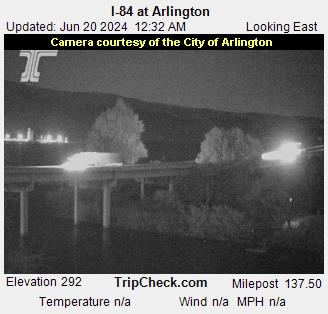 I-84 at Arlington
Updated: Jun 20 2024 12:32 AM Looking East
Camera courtesy of the City of Arlington
Elevation 292 TripCheck.com Milepost 137.50
Temperature n/a Wind n/a MPH n/a